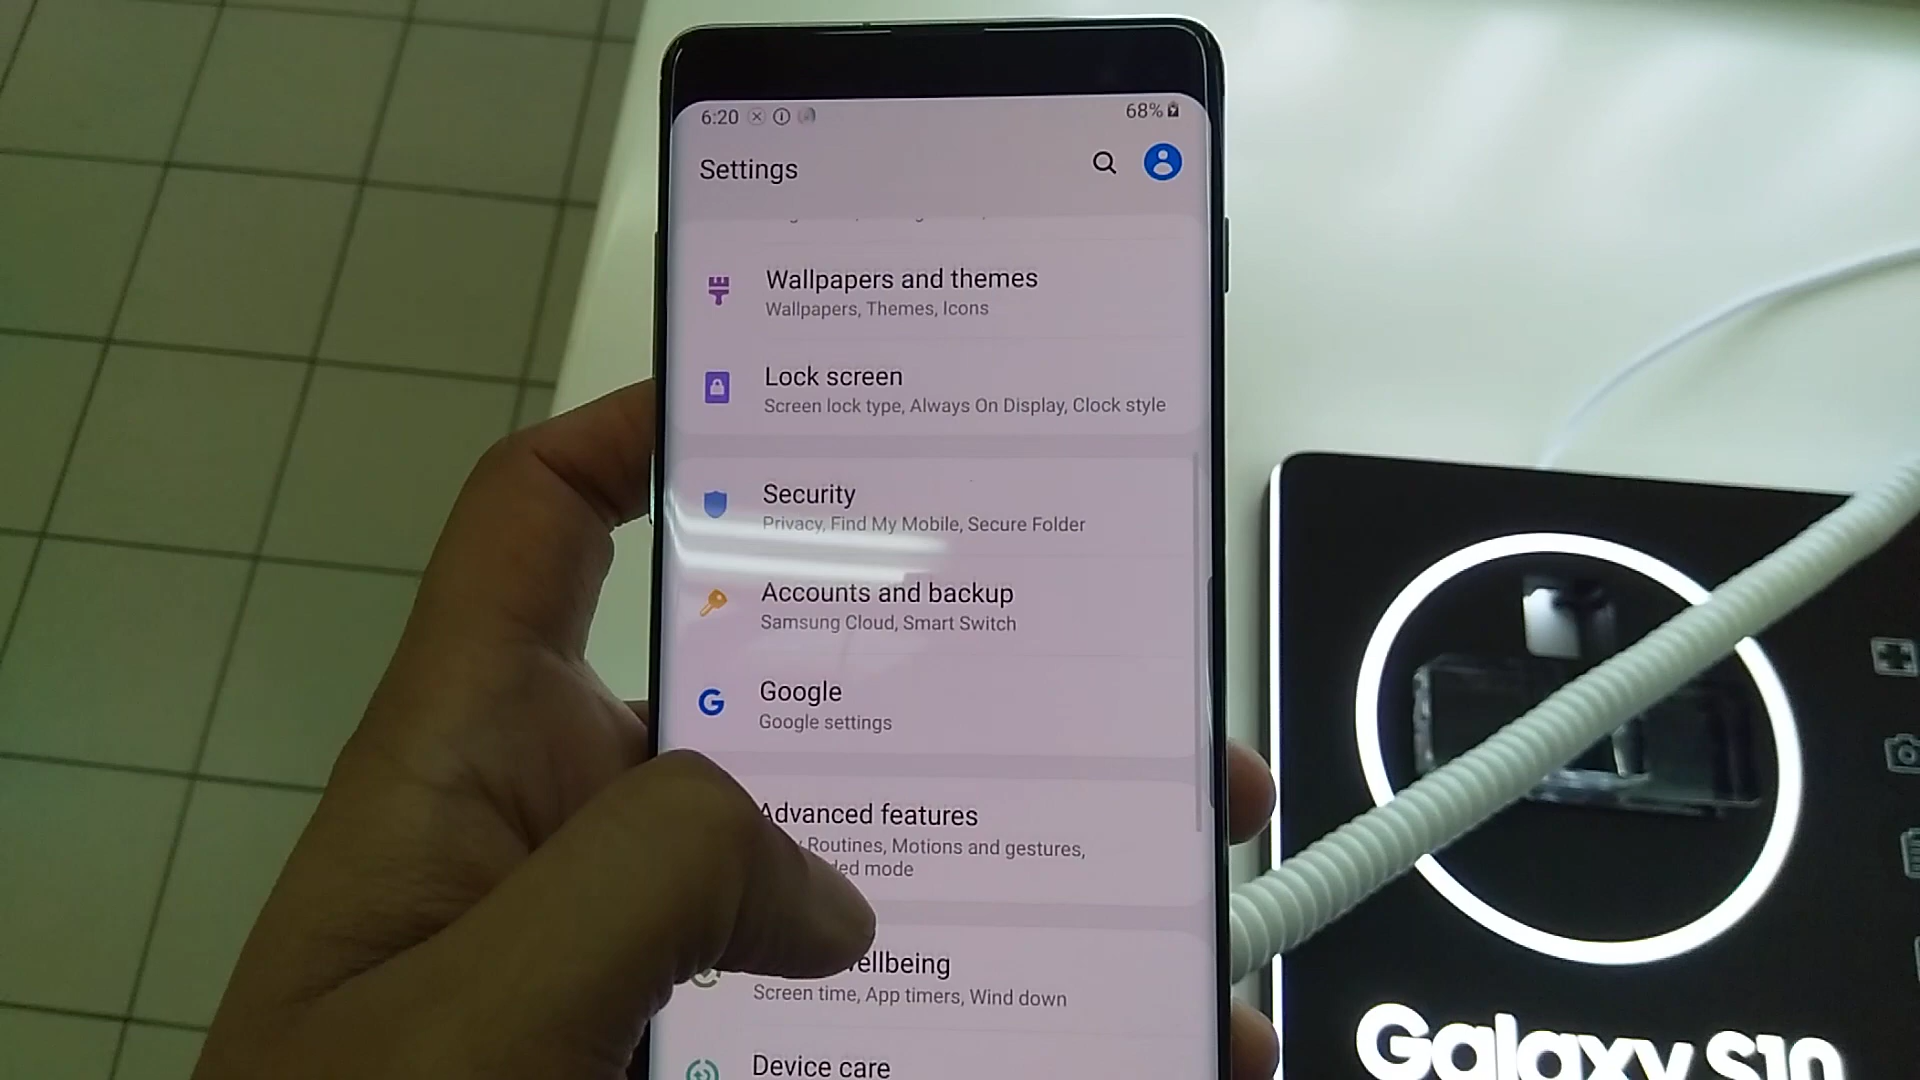 6:20
68%
Settings
Wallpapers and themes
Wallpapers, Themes, Icons
Lock screen
Screen lock type, Always On Display, Clock style
Security
Privacy, Find My Mobile, Secure Folder
Accounts and backup
Samsung Cloud, Smart Switch
Google
Google settings
Advanced features
Routines, Motions and gestures,
mode
Screen time, App timers, Wind down
Device care
Galaxy S10